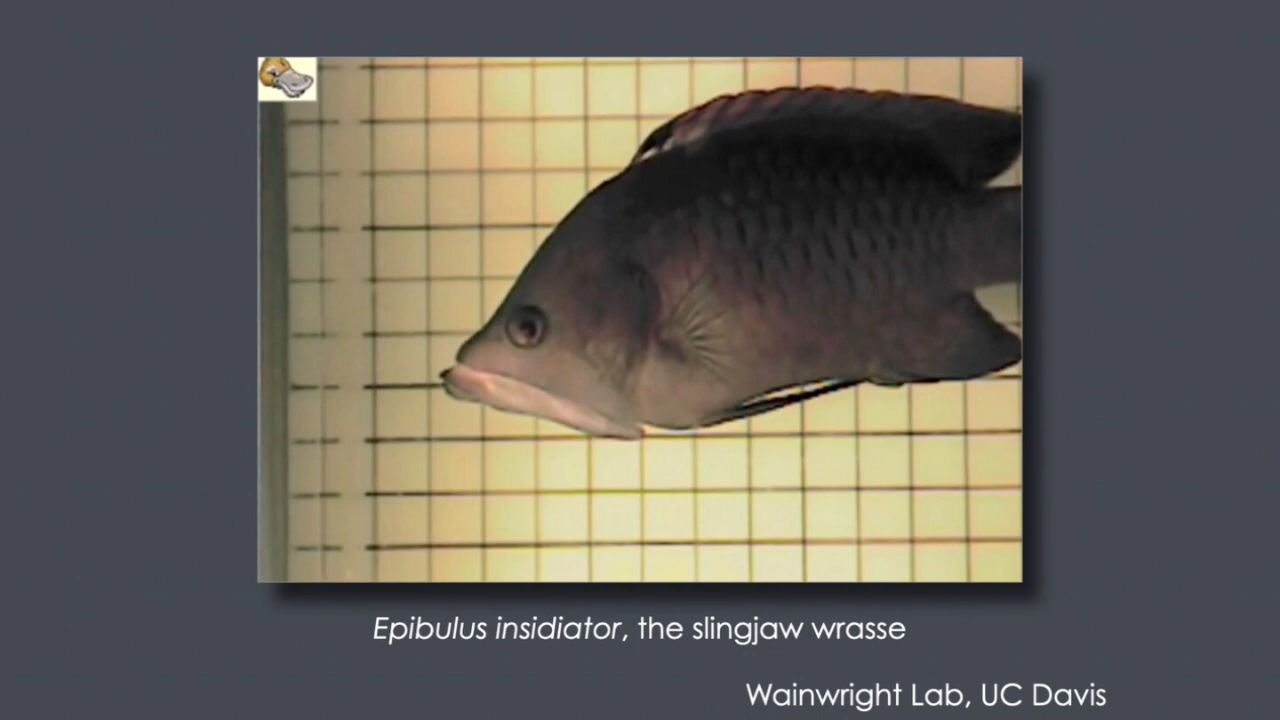 Epibulus insidiator, the slingjaw wrasse
Wainwright Lab, UC Davis